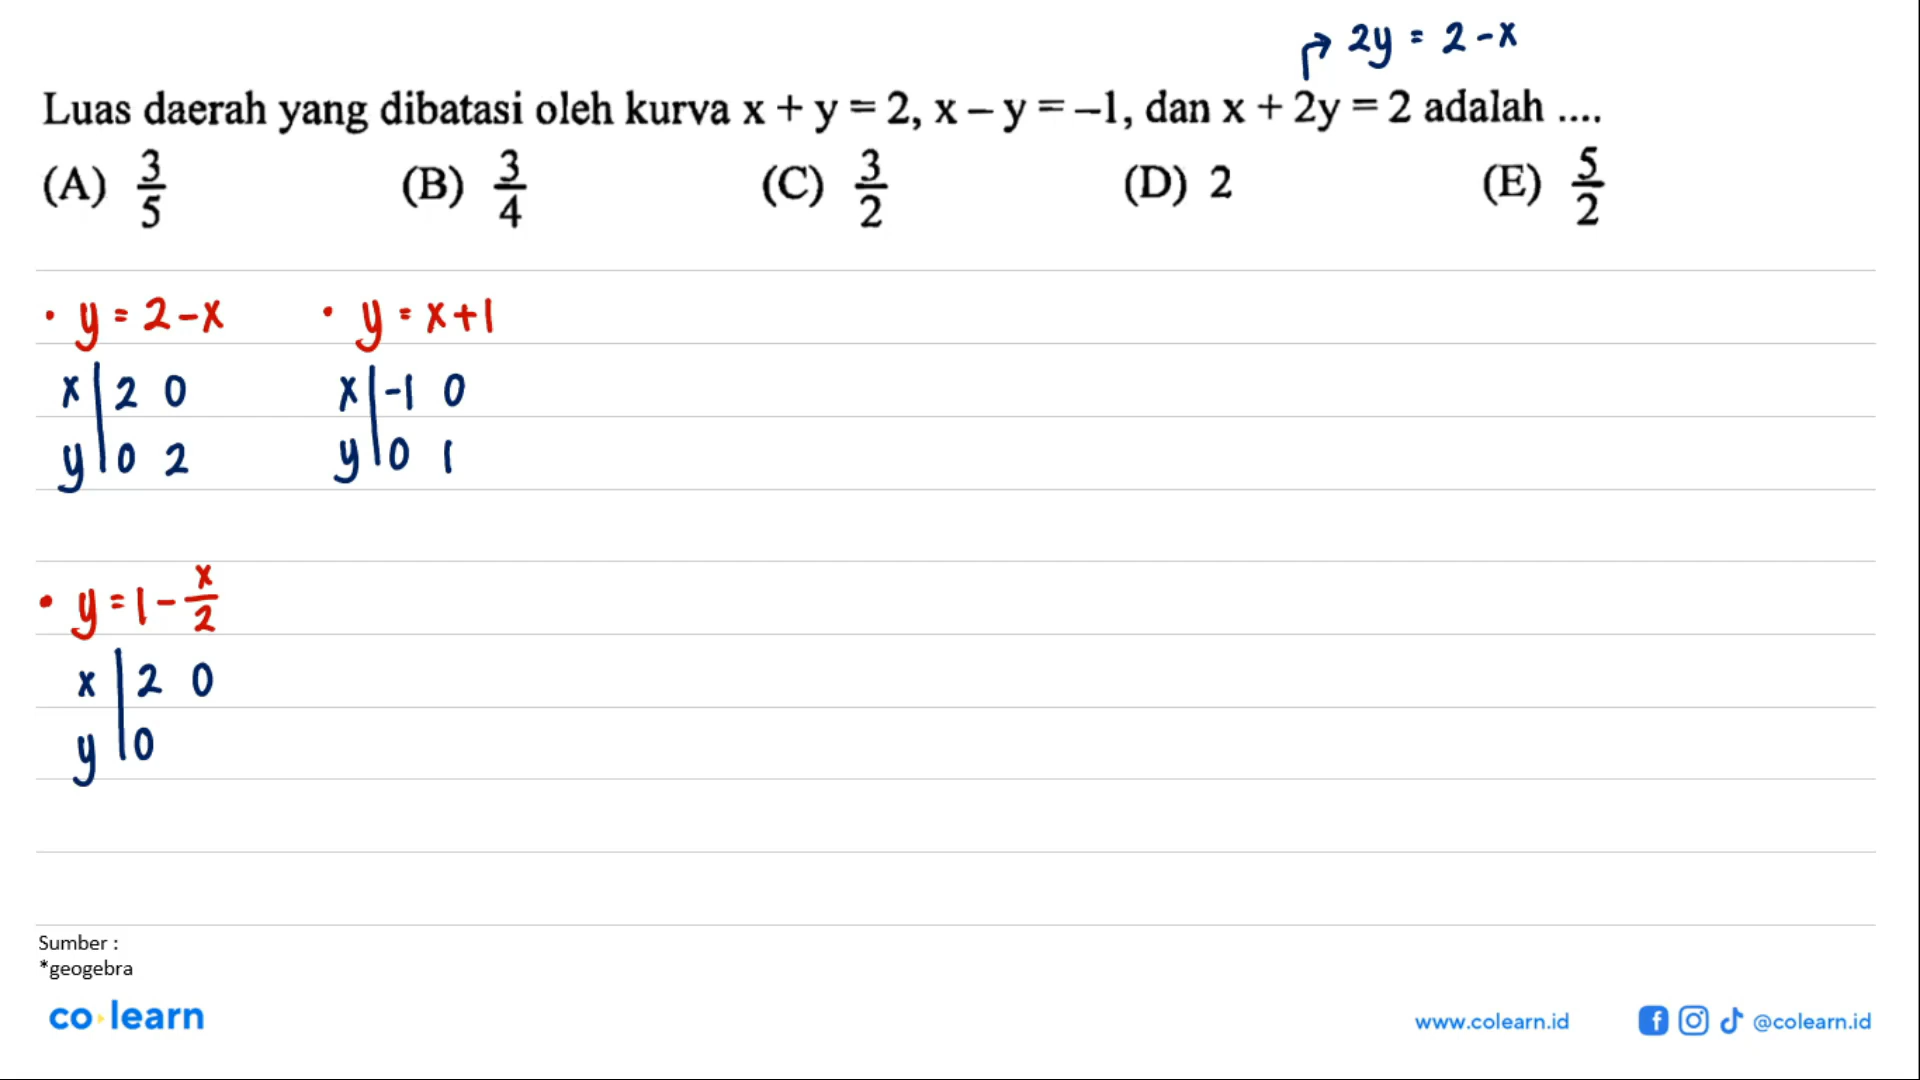 2y = 2 - x
Luas daerah yang dibatasi oleh kurva x + y = 2, x – y = –1, dan x + 2y = 2 adalah ....
(A) 3/5 (B) 3/4 (C) 3/2 (D) 2 (E) 5/2
• y = 2 - x • y = x + 1
x | 2 0 x | -1 0
y | 0 2 y | 0 1
• y = 1 - x/2
x | 2 0
y | 0
Sumber :
*geogebra
co learn
www.colearn.id @colearn.id